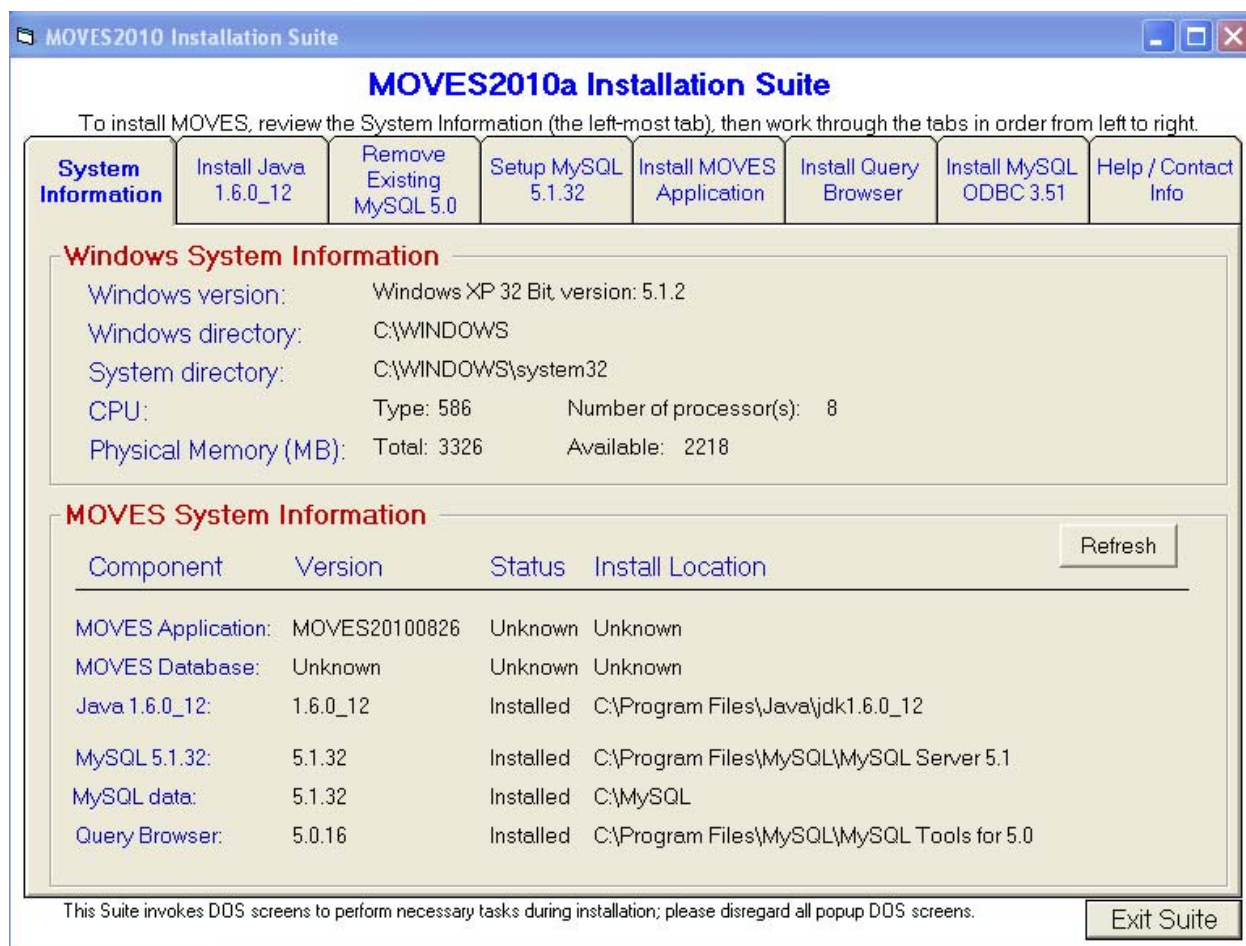 MOVES2010 Installation Suite
MOVES2010a Installation Suite
To install MOVES, review the System Information (the left-most tab), then work through the tabs in order from left to right.
System Information
Install Java 1.6.0_12
Remove Existing MySQL 5.0
Setup MySQL 5.1.32
Install MOVES Application
Install Query Browser
Install MySQL ODBC 3.51
Help / Contact Info
Windows System Information
Windows version: Windows XP 32 Bit, version: 5.1.2
Windows directory: C:\WINDOWS
System directory: C:\WINDOWS\system32
CPU: Type: 586 Number of processor(s): 8
Physical Memory (MB): Total: 3326 Available: 2218
MOVES System Information
Refresh
Component Version Status Install Location
MOVES Application: MOVES20100826 Unknown Unknown
MOVES Database: Unknown Unknown Unknown
Java 1.6.0_12: 1.6.0_12 Installed C:\Program Files\Java\jdk1.6.0_12
MySQL 5.1.32: 5.1.32 Installed C:\Program Files\MySQL\MySQL Server 5.1
MySQL data: 5.1.32 Installed C:\MySQL
Query Browser: 5.0.16 Installed C:\Program Files\MySQL\MySQL Tools for 5.0
This Suite invokes DOS screens to perform necessary tasks during installation; please disregard all popup DOS screens.
Exit Suite